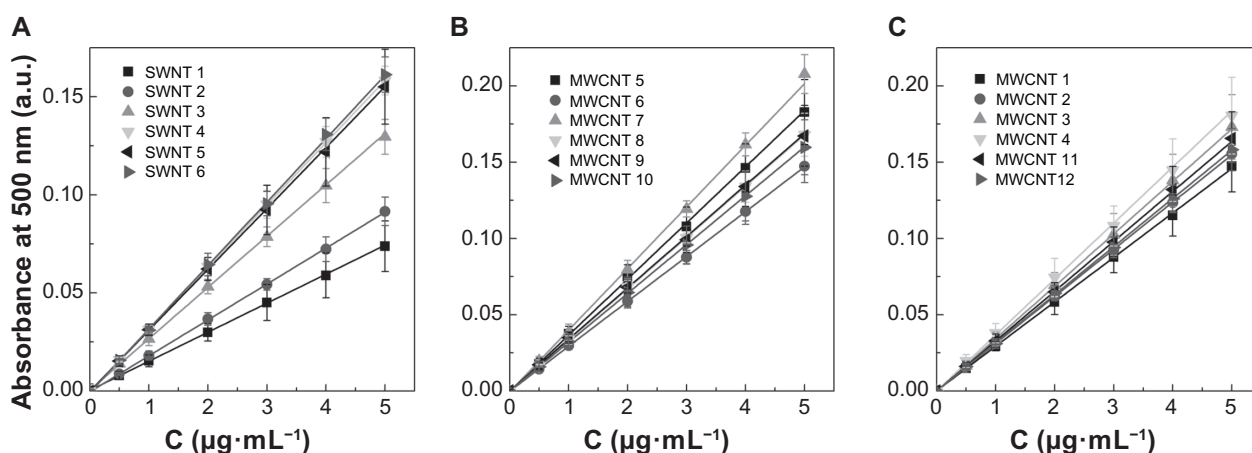 A
B
C
Absorbance at 500 nm (a.u.)
0.15
0.10
0.05
0.00
SWNT 1
SWNT 2
SWNT 3
SWNT 4
SWNT 5
SWNT 6
0 1 2 3 4 5
C (µg·mL⁻¹)
0.20
0.15
0.10
0.05
0.00
MWCNT 5
MWCNT 6
MWCNT 7
MWCNT 8
MWCNT 9
MWCNT 10
0 1 2 3 4 5
C (µg·mL⁻¹)
0.20
0.15
0.10
0.05
0.00
MWCNT 1
MWCNT 2
MWCNT 3
MWCNT 4
MWCNT 11
MWCNT12
0 1 2 3 4 5
C (µg·mL⁻¹)